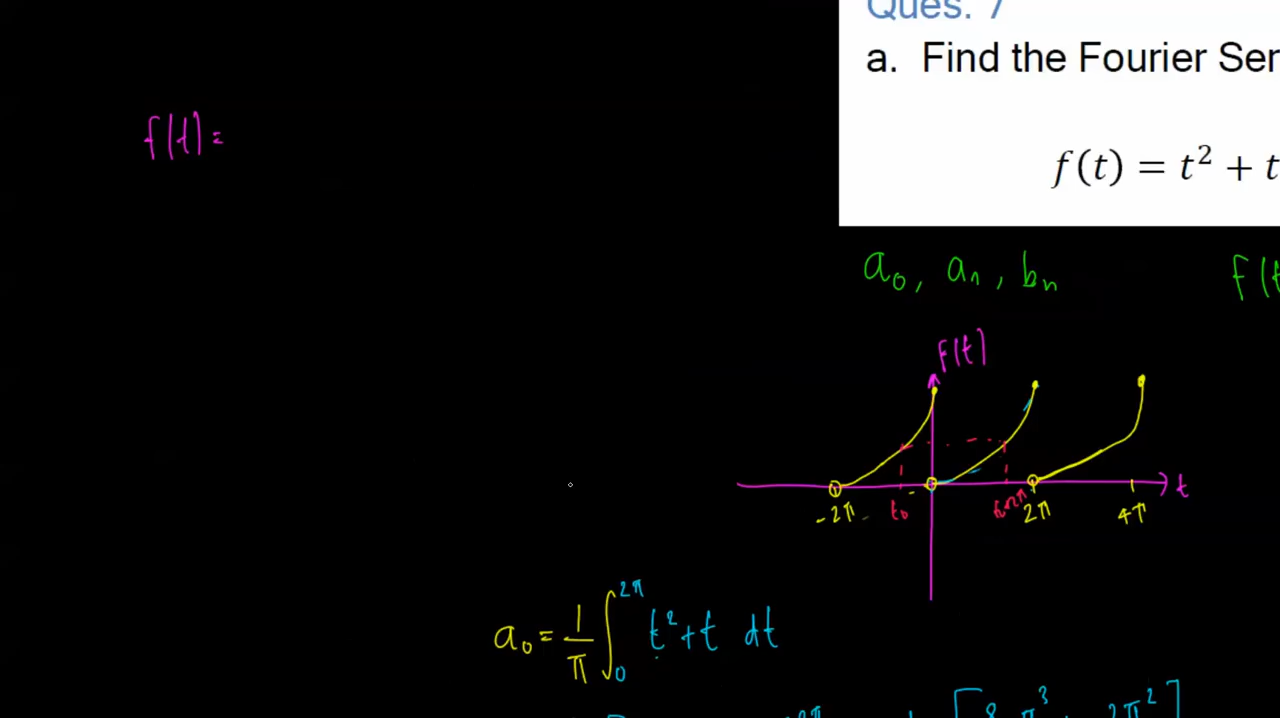 Ques. 7
a. Find the Fourier Ser
f(t) =
f(t) = t² + t
a₀, aₙ, bₙ
f(t
f(t)
t
-2π
t₀
2π
4π
a₀ = 1/π ∫₀^2π t² + t dt